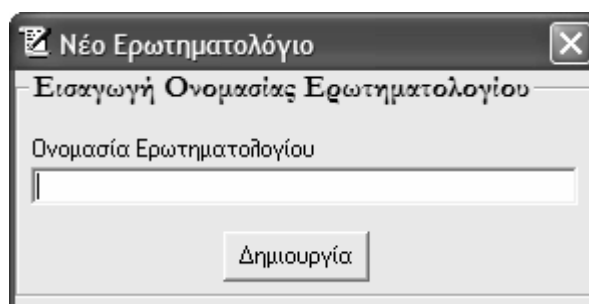 Νέο Ερωτηματολόγιο
Εισαγωγή Ονομασίας Ερωτηματολογίου
Ονομασία Ερωτηματολογίου
Δημιουργία